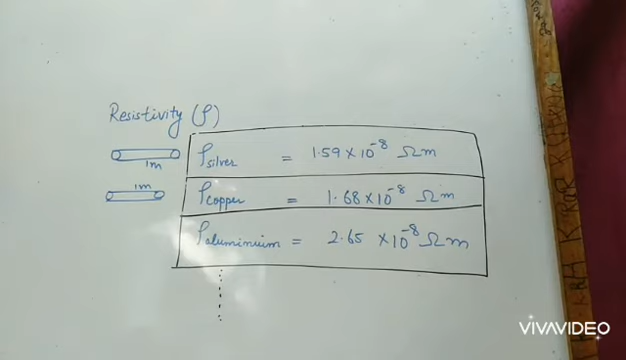 Resistivity (ρ)
1m
ρsilver = 1.59 × 10⁻⁸ Ωm
1m
ρcopper = 1.68 × 10⁻⁸ Ωm
ρaluminium = 2.65 × 10⁻⁸ Ωm
VIVAVIDEO